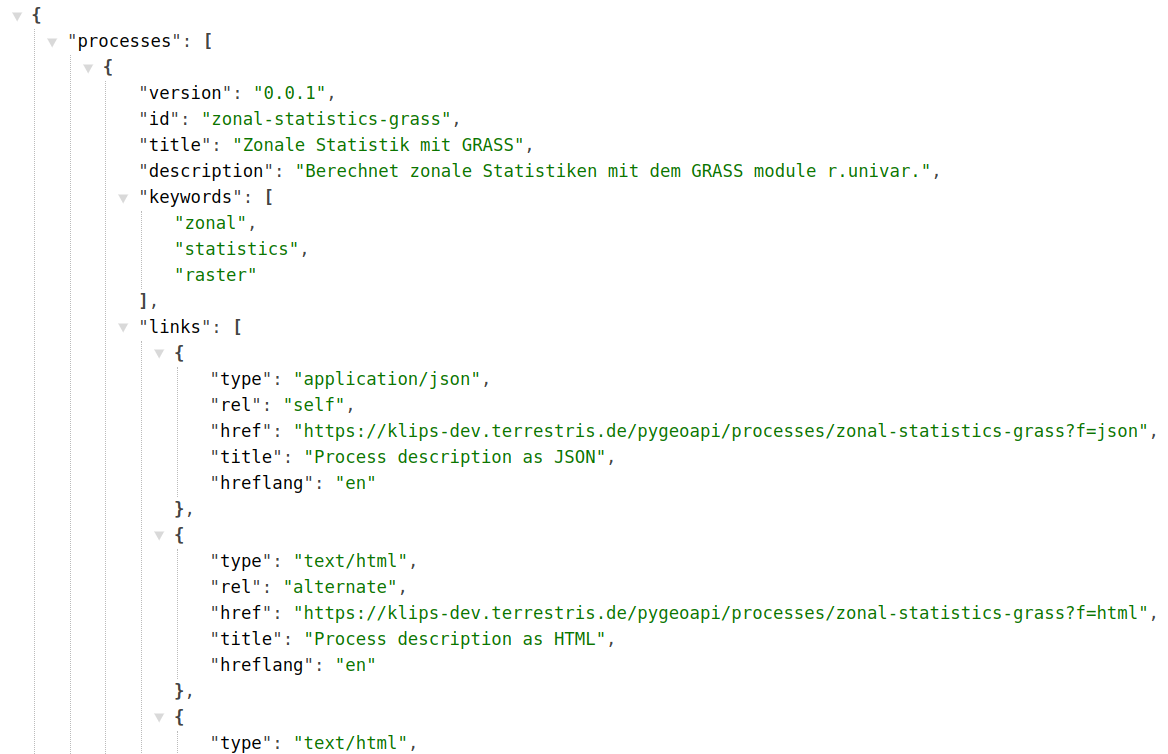 {
"processes": [
{
"version": "0.0.1",
"id": "zonal-statistics-grass",
"title": "Zonale Statistik mit GRASS",
"description": "Berechnet zonale Statistiken mit dem GRASS module r.univar.",
"keywords": [
"zonal",
"statistics",
"raster"
],
"links": [
{
"type": "application/json",
"rel": "self",
"href": "https://klips-dev.terrestris.de/pygeoapi/processes/zonal-statistics-grass?f=json",
"title": "Process description as JSON",
"hreflang": "en"
},
{
"type": "text/html",
"rel": "alternate",
"href": "https://klips-dev.terrestris.de/pygeoapi/processes/zonal-statistics-grass?f=html",
"title": "Process description as HTML",
"hreflang": "en"
},
{
"type": "text/html",